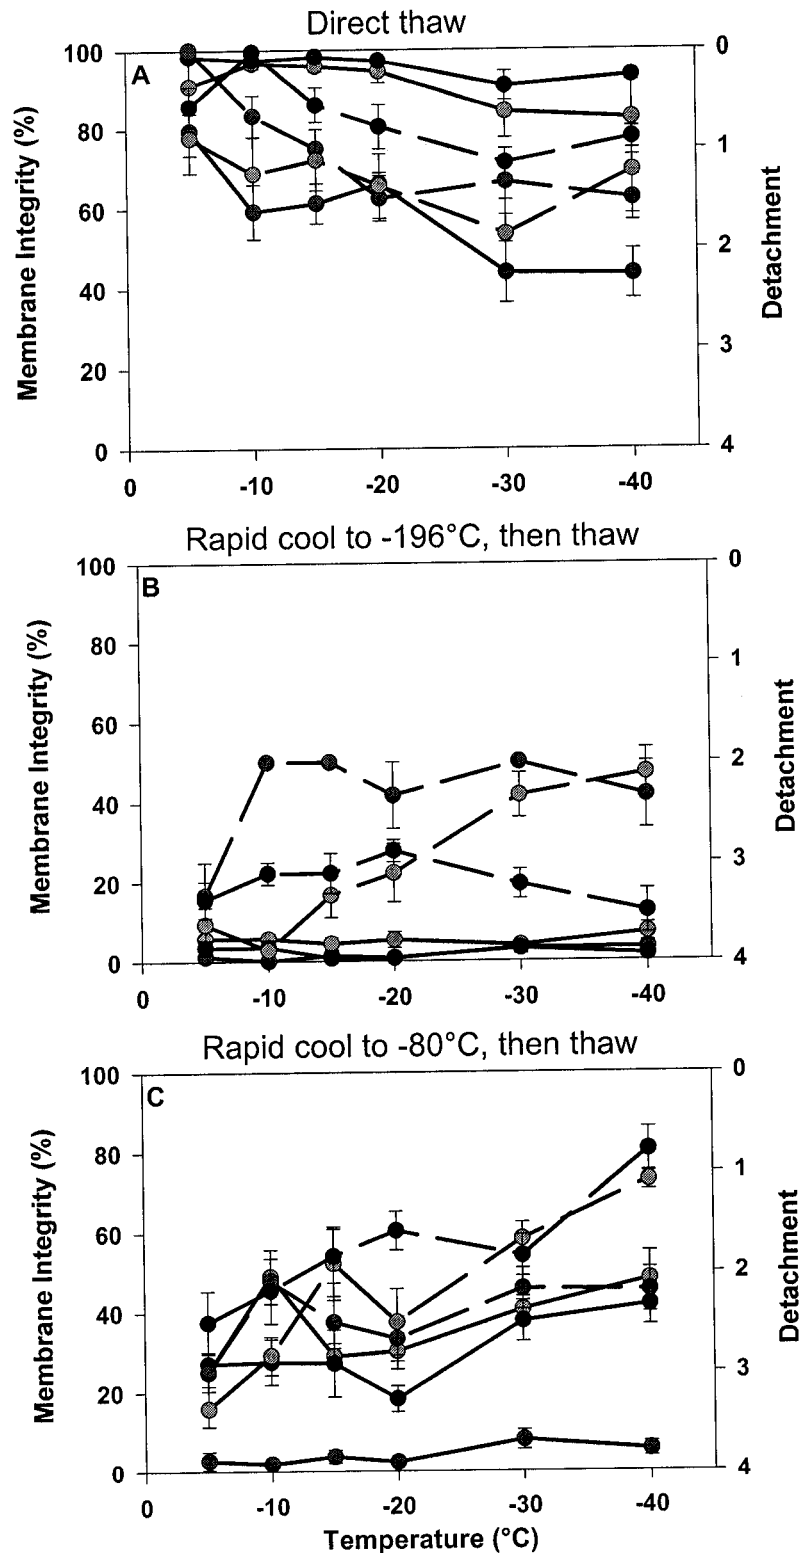 Direct thaw
A
100
80
60
40
20
0
Membrane Integrity (%)
0
1
2
3
4
Detachment
0 -10 -20 -30 -40
Rapid cool to -196°C, then thaw
B
100
80
60
40
20
0
Membrane Integrity (%)
0
1
2
3
4
Detachment
0 -10 -20 -30 -40
Rapid cool to -80°C, then thaw
C
100
80
60
40
20
0
Membrane Integrity (%)
0
1
2
3
4
Detachment
0 -10 -20 -30 -40
Temperature (°C)